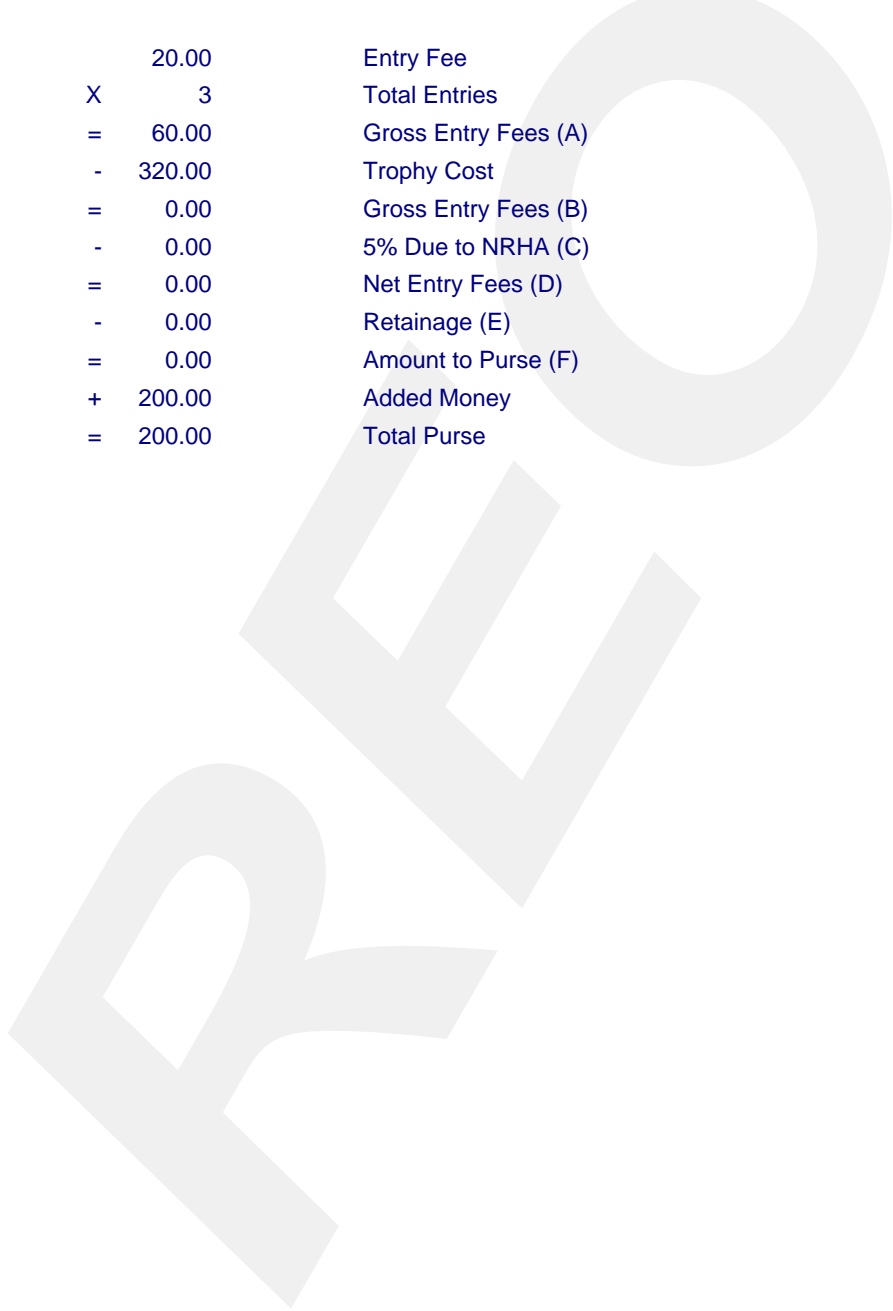 20.00 Entry Fee
X 3 Total Entries
= 60.00 Gross Entry Fees (A)
- 320.00 Trophy Cost
= 0.00 Gross Entry Fees (B)
- 0.00 5% Due to NRHA (C)
= 0.00 Net Entry Fees (D)
- 0.00 Retainage (E)
= 0.00 Amount to Purse (F)
+ 200.00 Added Money
= 200.00 Total Purse
REO